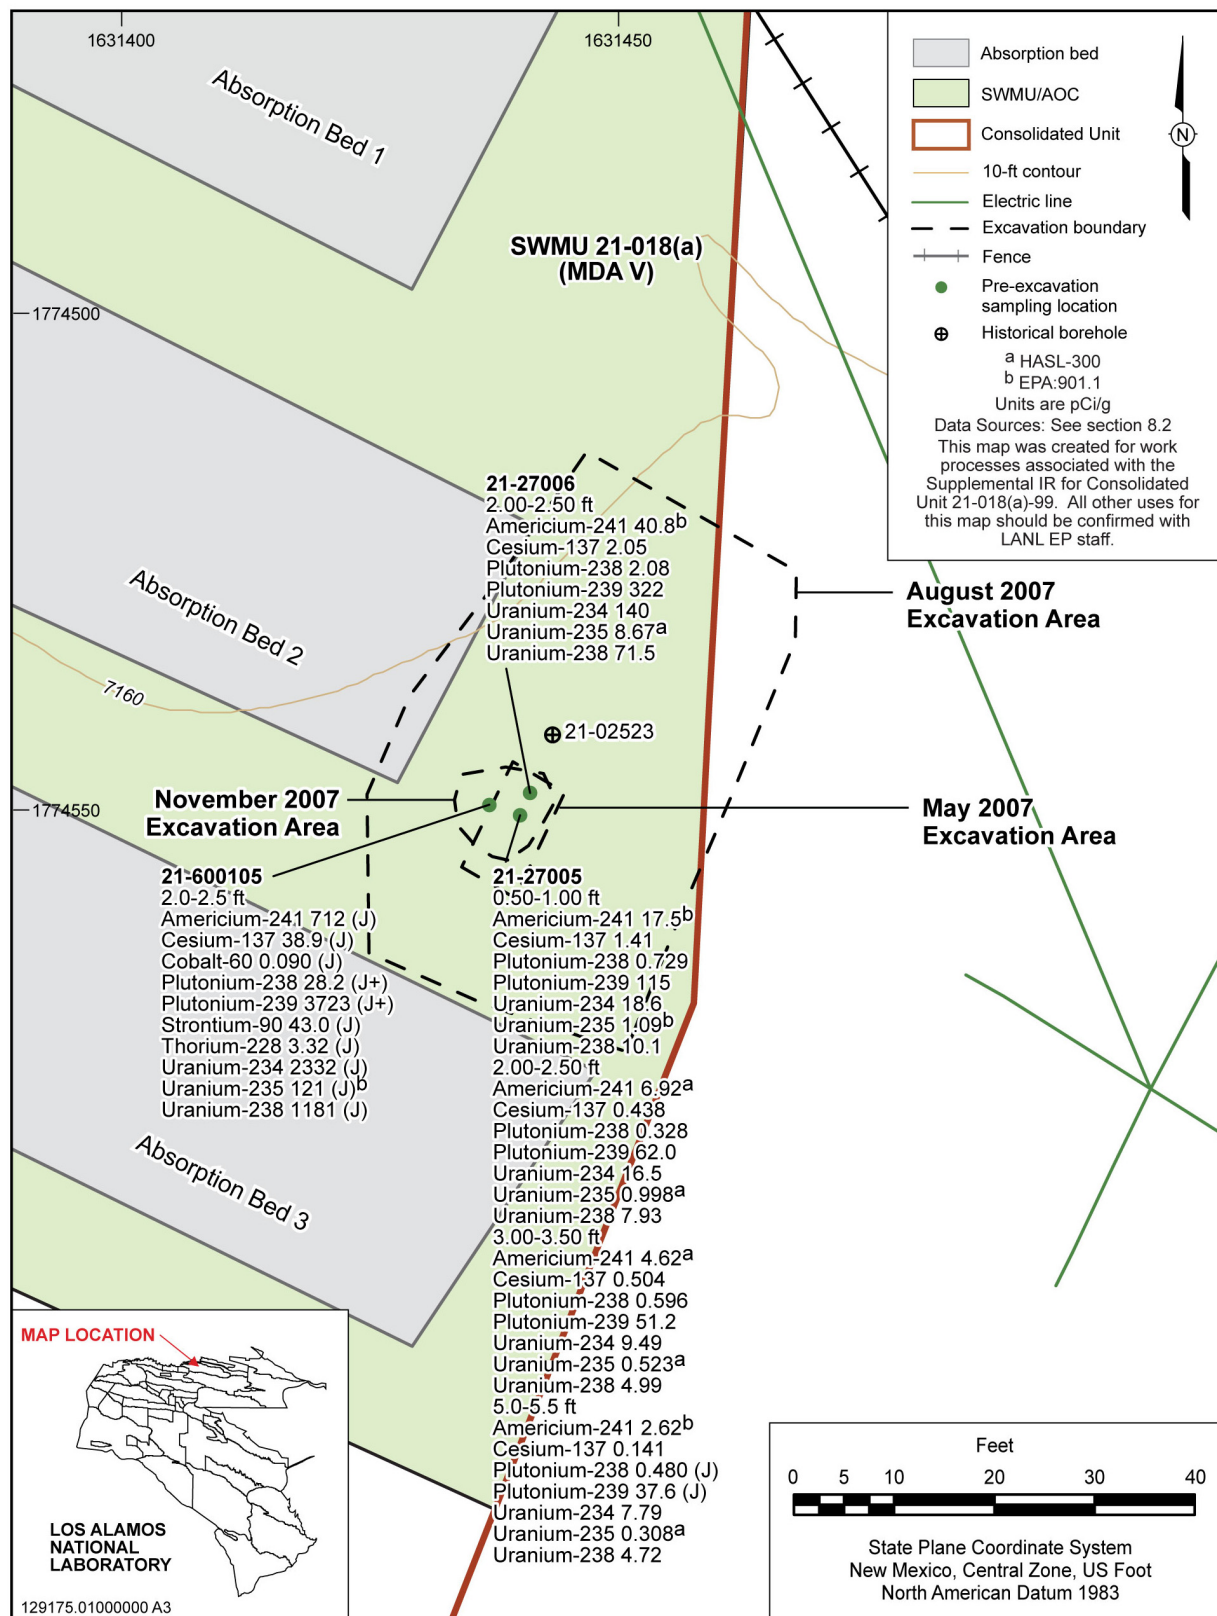 1631400
1631450
Absorption Bed 1
SWMU 21-018(a)
(MDA V)
1774500
Absorption bed
SWMU/AOC
Consolidated Unit
10-ft contour
Electric line
Excavation boundary
Fence
Pre-excavation
sampling location
Historical borehole
N
a HASL-300
b EPA:901.1
Units are pCi/g
Data Sources: See section 8.2
This map was created for work
processes associated with the
Supplemental IR for Consolidated
Unit 21-018(a)-99. All other uses for
this map should be confirmed with
LANL EP staff.
21-27006
2.00-2.50 ft
Americium-241 40.8b
Cesium-137 2.05
Plutonium-238 2.08
Plutonium-239 322
Uranium-234 140
Uranium-235 8.67a
Uranium-238 71.5
Absorption Bed 2
7160
August 2007
Excavation Area
21-02523
November 2007
Excavation Area
1774550
May 2007
Excavation Area
21-600105
2.0-2.5 ft
Americium-241 712 (J)
Cesium-137 38.9 (J)
Cobalt-60 0.090 (J)
Plutonium-238 28.2 (J+)
Plutonium-239 3723 (J+)
Strontium-90 43.0 (J)
Thorium-228 3.32 (J)
Uranium-234 2332 (J)
Uranium-235 121 (J)b
Uranium-238 1181 (J)
21-27005
0.50-1.00 ft
Americium-241 17.5b
Cesium-137 1.41
Plutonium-238 0.729
Plutonium-239 115
Uranium-234 18.6
Uranium-235 1.09b
Uranium-238 10.1
2.00-2.50 ft
Americium-241 6.92a
Cesium-137 0.438
Plutonium-238 0.328
Plutonium-239 62.0
Uranium-234 16.5
Uranium-235 0.998a
Uranium-238 7.93
3.00-3.50 ft
Americium-241 4.62a
Cesium-137 0.504
Plutonium-238 0.596
Plutonium-239 51.2
Uranium-234 9.49
Uranium-235 0.523a
Uranium-238 4.99
5.0-5.5 ft
Americium-241 2.62b
Cesium-137 0.141
Plutonium-238 0.480 (J)
Plutonium-239 37.6 (J)
Uranium-234 7.79
Uranium-235 0.308a
Uranium-238 4.72
Absorption Bed 3
MAP LOCATION
LOS ALAMOS
NATIONAL
LABORATORY
129175.01000000 A3
Feet
0 5 10 20 30 40
State Plane Coordinate System
New Mexico, Central Zone, US Foot
North American Datum 1983